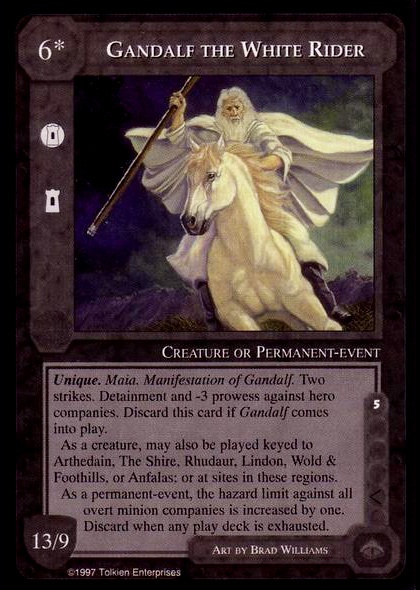 6*
GANDALF THE WHITE RIDER
CREATURE OR PERMANENT-EVENT
Unique. Maia. Manifestation of Gandalf. Two
strikes. Detainment and -3 prowess against hero
companies. Discard this card if Gandalf comes
into play.
As a creature, may also be played keyed to
Arthedain, The Shire, Rhudaur, Lindon, Wold &
Foothills, or Anfalas; or at sites in these regions.
As a permanent-event, the hazard limit against all
overt minion companies is increased by one.
Discard when any play deck is exhausted.
5
13/9
ART BY BRAD WILLIAMS
©1997 Tolkien Enterprises